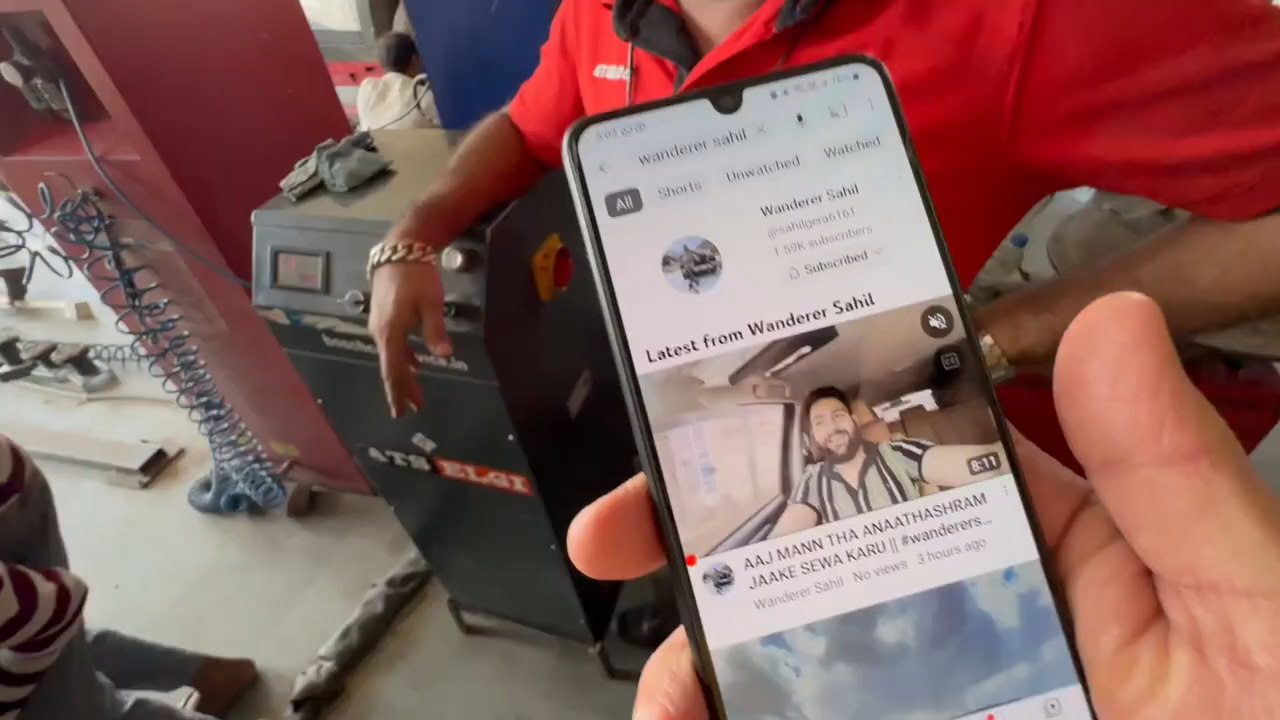 wanderer sahil
All Shorts Unwatched Watched
Wanderer Sahil
@sahilgera6161
1.59K subscribers
Subscribed
Latest from Wanderer Sahil
CC
8:11
AAJ MANN THA ANAATHASHRAM
JAAKE SEWA KARU || #wanderers...
Wanderer Sahil No views 3 hours ago
ATS ELGI